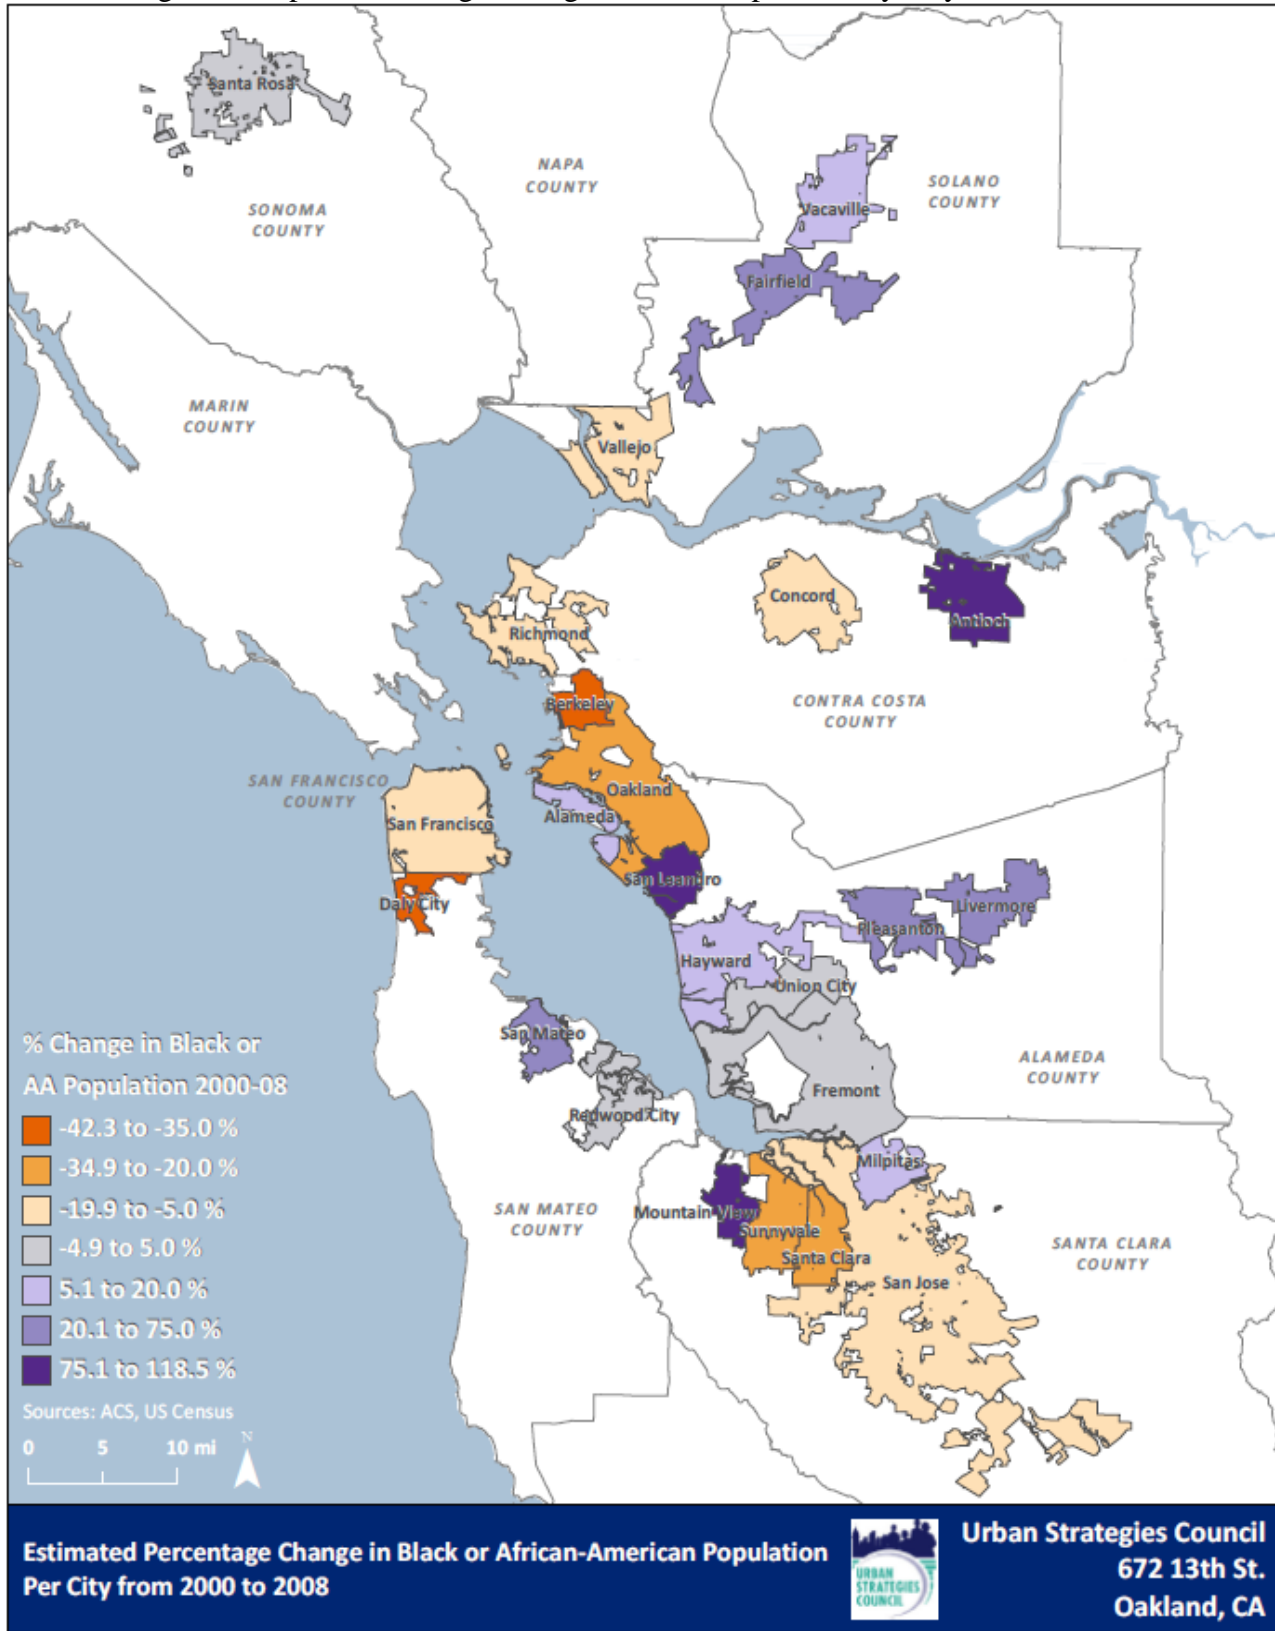 Santa Rosa
NAPA
COUNTY
SOLANO
COUNTY
SONOMA
COUNTY
Vacaville
Fairfield
MARIN
COUNTY
Vallejo
Concord
Antioch
Richmond
Berkeley
CONTRA COSTA
COUNTY
SAN FRANCISCO
COUNTY
Oakland
Alameda
San Francisco
San Leandro
Daly City
Livermore
Pleasanton
Hayward
Union City
San Mateo
ALAMEDA
COUNTY
Fremont
Redwood City
Milpitas
SAN MATEO
COUNTY
Mountain View
Sunnyvale
Santa Clara
SANTA CLARA
COUNTY
San Jose
% Change in Black or
AA Population 2000-08
-42.3 to -35.0 %
-34.9 to -20.0 %
-19.9 to -5.0 %
-4.9 to 5.0 %
5.1 to 20.0 %
20.1 to 75.0 %
75.1 to 118.5 %
Sources: ACS, US Census
0 5 10 mi
N
Estimated Percentage Change in Black or African-American Population
Per City from 2000 to 2008
URBAN
STRATEGIES
COUNCIL
Urban Strategies Council
672 13th St.
Oakland, CA